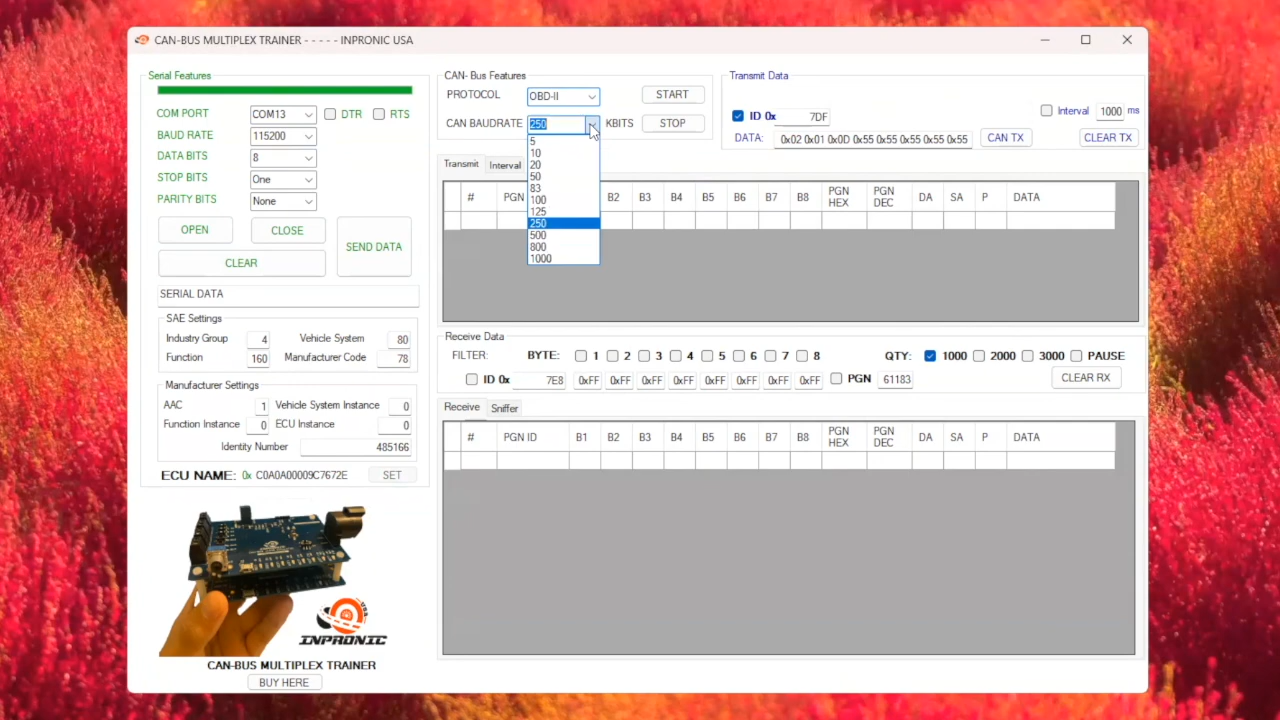 CAN-BUS MULTIPLEX TRAINER - - - - - INPRONIC USA
Serial Features
COM PORT COM13 DTR RTS
BAUD RATE 115200
DATA BITS 8
STOP BITS One
PARITY BITS None
OPEN CLOSE SEND DATA
CLEAR
SERIAL DATA
SAE Settings
Industry Group 4 Vehicle System 80
Function 160 Manufacturer Code 78
Manufacturer Settings
AAC 1 Vehicle System Instance 0
Function Instance 0 ECU Instance 0
Identity Number 485166
ECU NAME: 0x C0A0A00009C7672E SET
USA
INPRONIC
CAN-BUS MULTIPLEX TRAINER
BUY HERE
CAN- Bus Features
PROTOCOL OBD-II START
CAN BAUDRATE 250 KBITS STOP
5
10
20
50
83
100
125
250
500
800
1000
Transmit Data
Interval 1000 ms
ID 0x 7DF
DATA: 0x02 0x01 0x0D 0x55 0x55 0x55 0x55 0x55 CAN TX CLEAR TX
Transmit Interval
# PGN B2 B3 B4 B5 B6 B7 B8 PGN HEX PGN DEC DA SA P DATA
Receive Data
FILTER: BYTE: 1 2 3 4 5 6 7 8 QTY: 1000 2000 3000 PAUSE
ID 0x 7E8 0xFF 0xFF 0xFF 0xFF 0xFF 0xFF 0xFF 0xFF PGN 61183 CLEAR RX
Receive Sniffer
# PGN ID B1 B2 B3 B4 B5 B6 B7 B8 PGN HEX PGN DEC DA SA P DATA